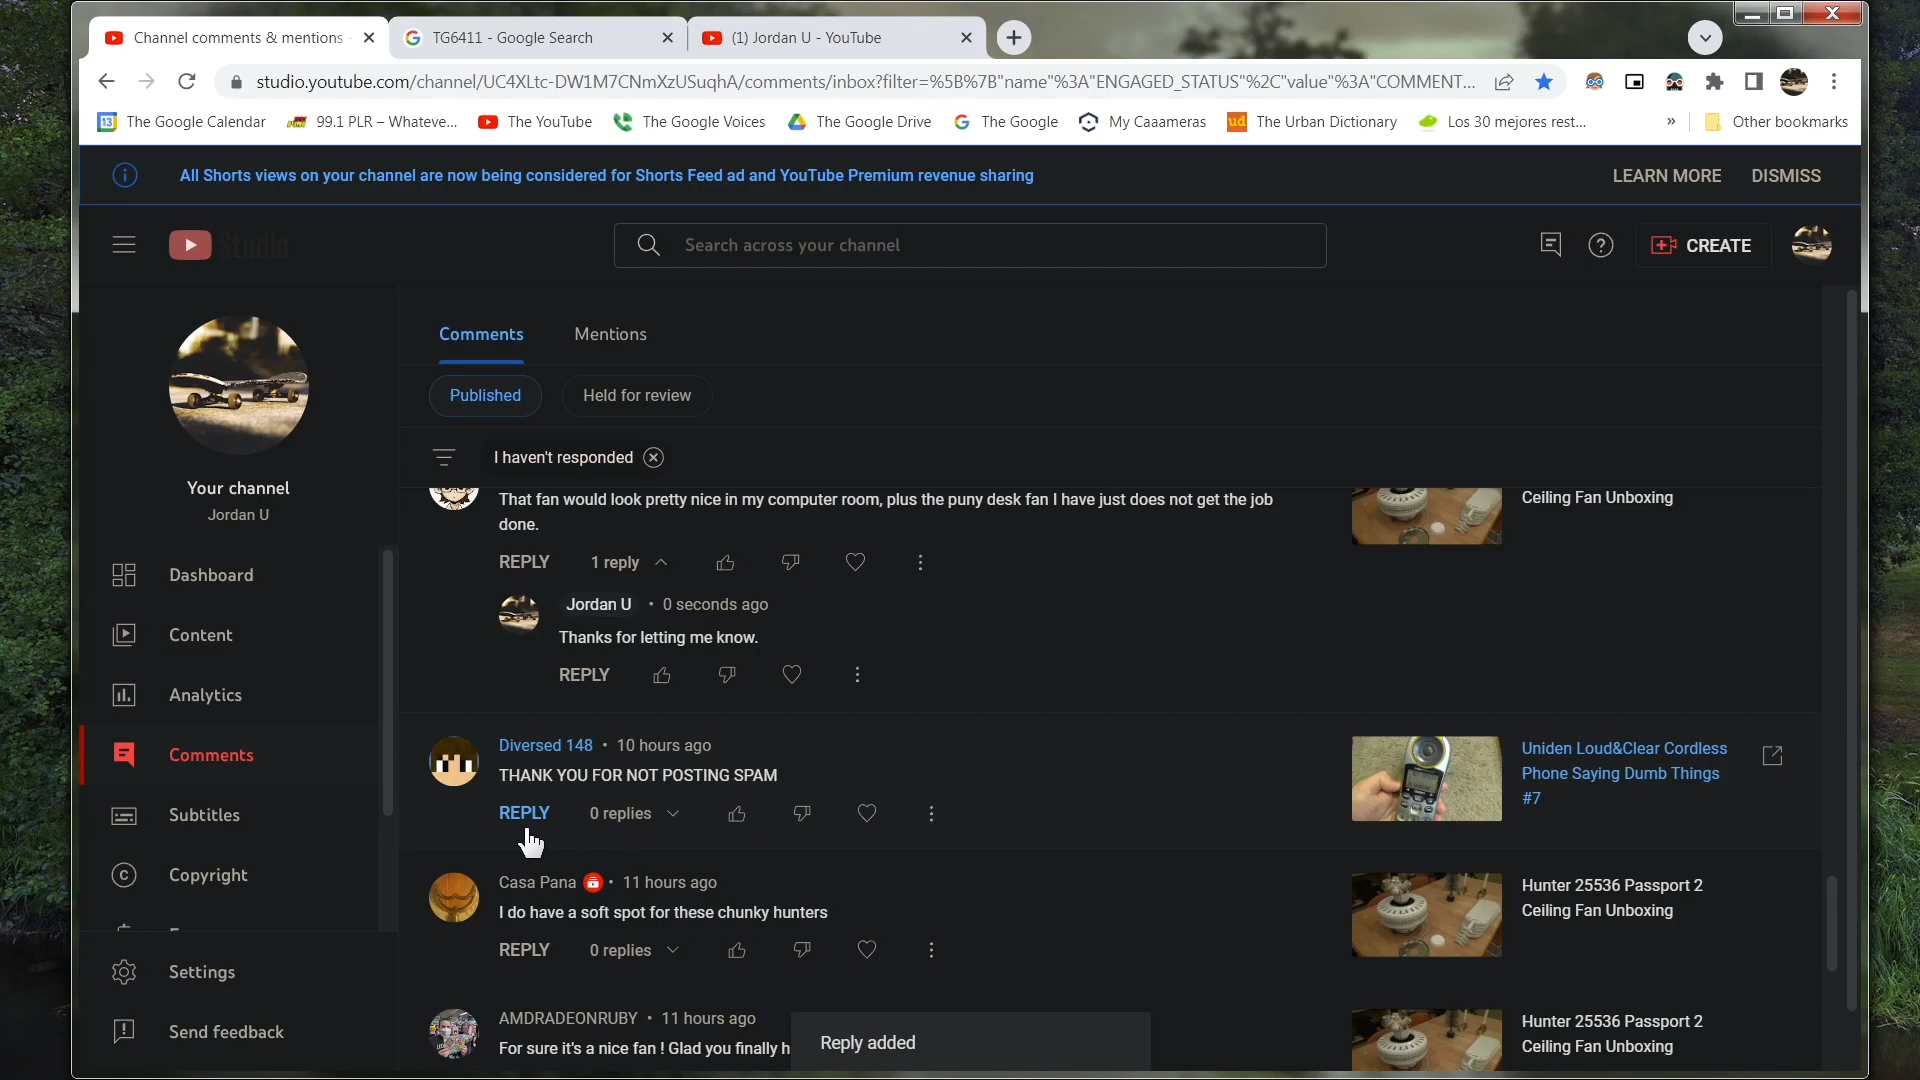 Channel comments & mentions -
TG6411 - Google Search
(1) Jordan U - YouTube
studio.youtube.com/channel/UC4XLtc-DW1M7CNmXzUSuqhA/comments/inbox?filter=%5B%7B"name"%3A"ENGAGED_STATUS"%2C"value"%3A"COMMENT...
13 The Google Calendar
99.1 PLR – Whateve...
The YouTube
The Google Voices
The Google Drive
The Google
My Caaameras
ud The Urban Dictionary
Los 30 mejores rest...
»
Other bookmarks
All Shorts views on your channel are now being considered for Shorts Feed ad and YouTube Premium revenue sharing
LEARN MORE
DISMISS
Studio
Search across your channel
CREATE
Your channel
Jordan U
Dashboard
Content
Analytics
Comments
Subtitles
Copyright
Settings
Send feedback
Comments
Mentions
Published
Held for review
I haven't responded
That fan would look pretty nice in my computer room, plus the puny desk fan I have just does not get the job
done.
Ceiling Fan Unboxing
REPLY
1 reply
Jordan U • 0 seconds ago
Thanks for letting me know.
REPLY
Diversed 148 • 10 hours ago
THANK YOU FOR NOT POSTING SPAM
REPLY
0 replies
Uniden Loud&Clear Cordless
Phone Saying Dumb Things
#7
Casa Pana • 11 hours ago
I do have a soft spot for these chunky hunters
REPLY
0 replies
Hunter 25536 Passport 2
Ceiling Fan Unboxing
AMDRADEONRUBY • 11 hours ago
For sure it's a nice fan ! Glad you finally h
Hunter 25536 Passport 2
Ceiling Fan Unboxing
Reply added